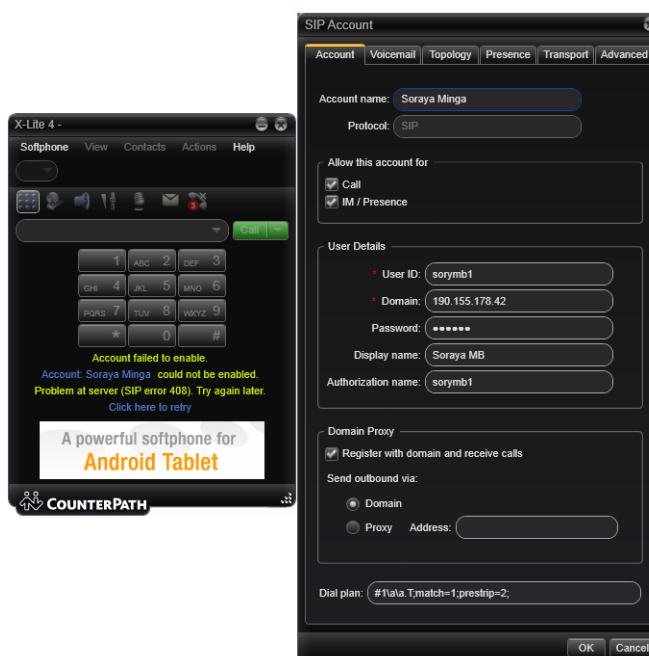 X-Lite 4 -
Softphone View Contacts Actions Help
3
Call
1 ABC 2 DEF 3
GHI 4 JKL 5 MNO 6
PQRS 7 TUV 8 WXYZ 9
* 0 #
Account failed to enable.
Account: Soraya Minga could not be enabled.
Problem at server (SIP error 408). Try again later.
Click here to retry
A powerful softphone for
Android Tablet
COUNTERPATH
SIP Account
Account Voicemail Topology Presence Transport Advanced
Account name: Soraya Minga
Protocol: SIP
Allow this account for
Call
IM / Presence
User Details
* User ID: sorymb1
* Domain: 190.155.178.42
Password: ●●●●●●
Display name: Soraya MB
Authorization name: sorymb1
Domain Proxy
Register with domain and receive calls
Send outbound via:
Domain
Proxy Address:
Dial plan: #1\a\a.T;match=1;prestrip=2;
OK Cancel